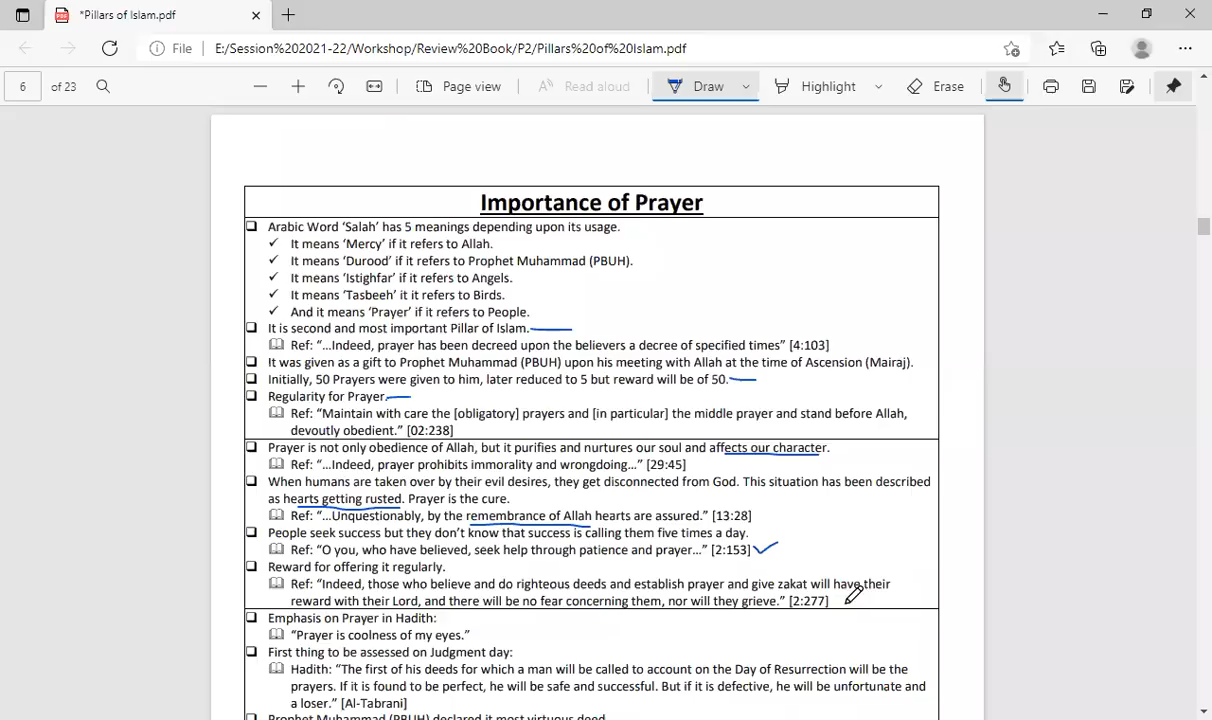 *Pillars of Islam.pdf
File E:/Session%202021-22/Workshop/Review%20Book/P2/Pillars%20of%20Islam.pdf
6 of 23 Page view Read aloud Draw Highlight Erase
Importance of Prayer
Arabic Word ‘Salah’ has 5 meanings depending upon its usage.
It means ‘Mercy’ if it refers to Allah.
It means ‘Durood’ if it refers to Prophet Muhammad (PBUH).
It means ‘Istighfar’ if it refers to Angels.
It means ‘Tasbeeh’ it it refers to Birds.
And it means ‘Prayer’ if it refers to People.
It is second and most important Pillar of Islam.
Ref: “…Indeed, prayer has been decreed upon the believers a decree of specified times” [4:103]
It was given as a gift to Prophet Muhammad (PBUH) upon his meeting with Allah at the time of Ascension (Mairaj).
Initially, 50 Prayers were given to him, later reduced to 5 but reward will be of 50.
Regularity for Prayer.
Ref: “Maintain with care the [obligatory] prayers and [in particular] the middle prayer and stand before Allah,
devoutly obedient.” [02:238]
Prayer is not only obedience of Allah, but it purifies and nurtures our soul and affects our character.
Ref: “…Indeed, prayer prohibits immorality and wrongdoing…” [29:45]
When humans are taken over by their evil desires, they get disconnected from God. This situation has been described
as hearts getting rusted. Prayer is the cure.
Ref: “…Unquestionably, by the remembrance of Allah hearts are assured.” [13:28]
People seek success but they don’t know that success is calling them five times a day.
Ref: “O you, who have believed, seek help through patience and prayer…” [2:153]
Reward for offering it regularly.
Ref: “Indeed, those who believe and do righteous deeds and establish prayer and give zakat will have their
reward with their Lord, and there will be no fear concerning them, nor will they grieve.” [2:277]
Emphasis on Prayer in Hadith:
“Prayer is coolness of my eyes.”
First thing to be assessed on Judgment day:
Hadith: “The first of his deeds for which a man will be called to account on the Day of Resurrection will be the
prayers. If it is found to be perfect, he will be safe and successful. But if it is defective, he will be unfortunate and
a loser.” [Al-Tabrani]
Prophet Muhammad (PBUH) declared it most virtuous deed.